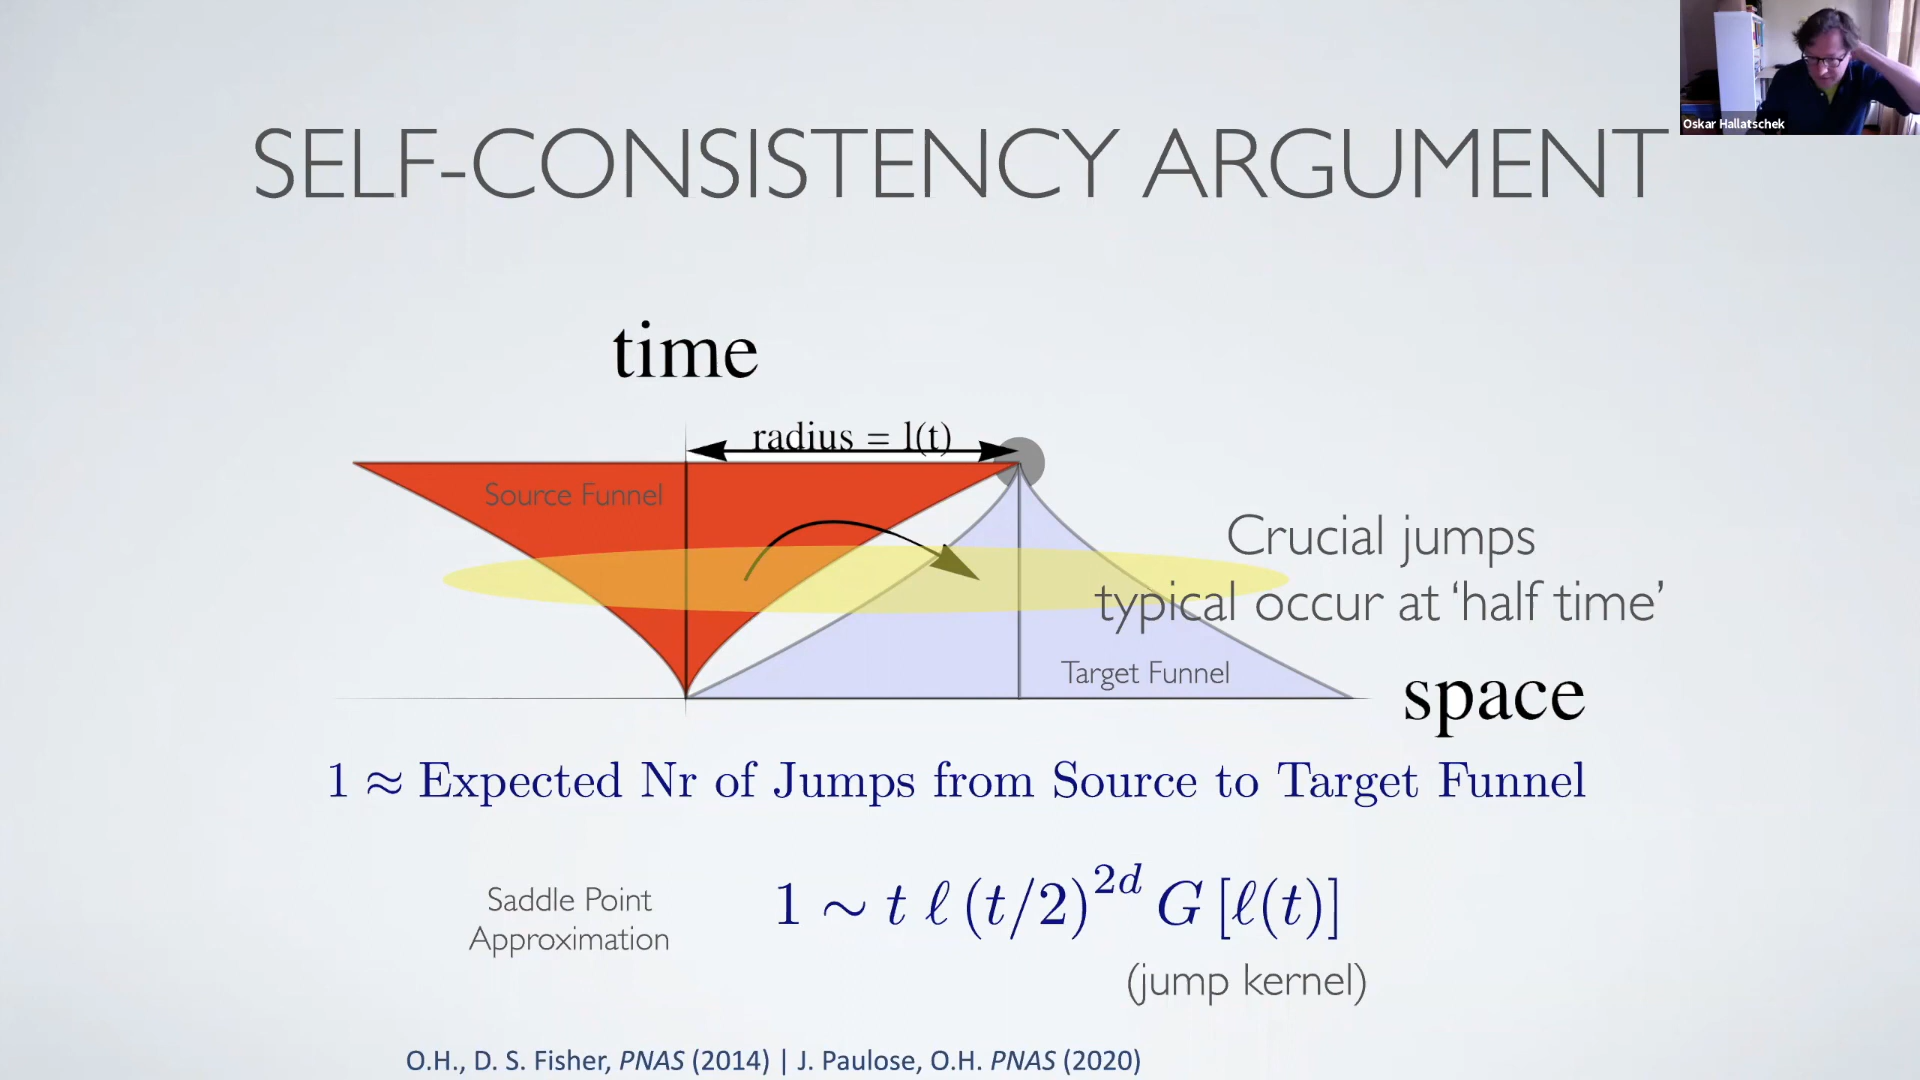 Oskar Hallatschek
SELF-CONSISTENCY ARGUMENT
time
radius = l(t)
Source Funnel
Crucial jumps
typical occur at ‘half time’
Target Funnel
space
1 ≈ Expected Nr of Jumps from Source to Target Funnel
Saddle Point
Approximation
1 ∼ t ℓ (t/2)^{2d} G [ℓ(t)]
(jump kernel)
O.H., D. S. Fisher, PNAS (2014) | J. Paulose, O.H. PNAS (2020)